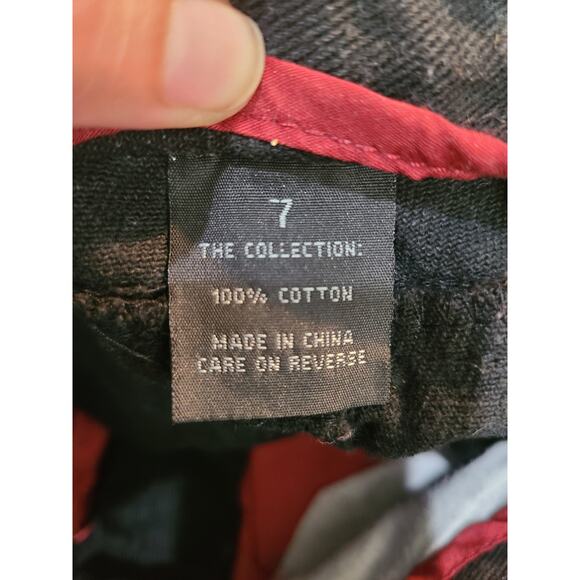 7
THE COLLECTION:
100% COTTON
MADE IN CHINA
CARE ON REVERSE